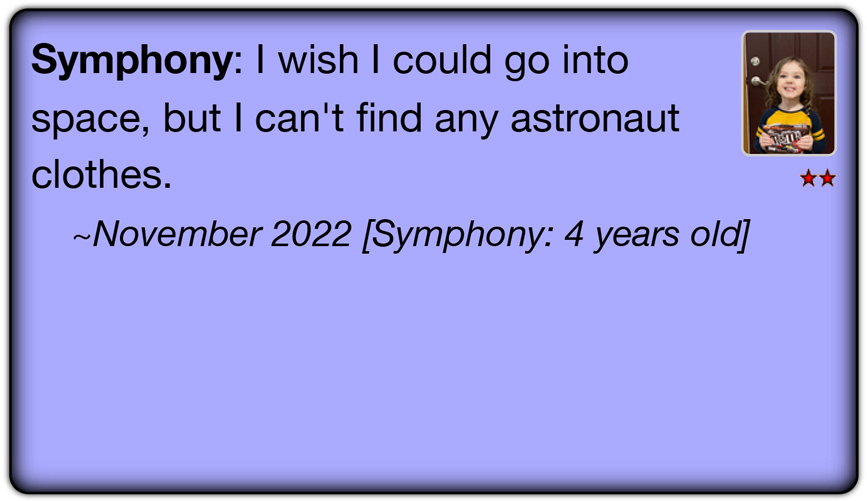 Symphony: I wish I could go into
space, but I can't find any astronaut
clothes.
~November 2022 [Symphony: 4 years old]